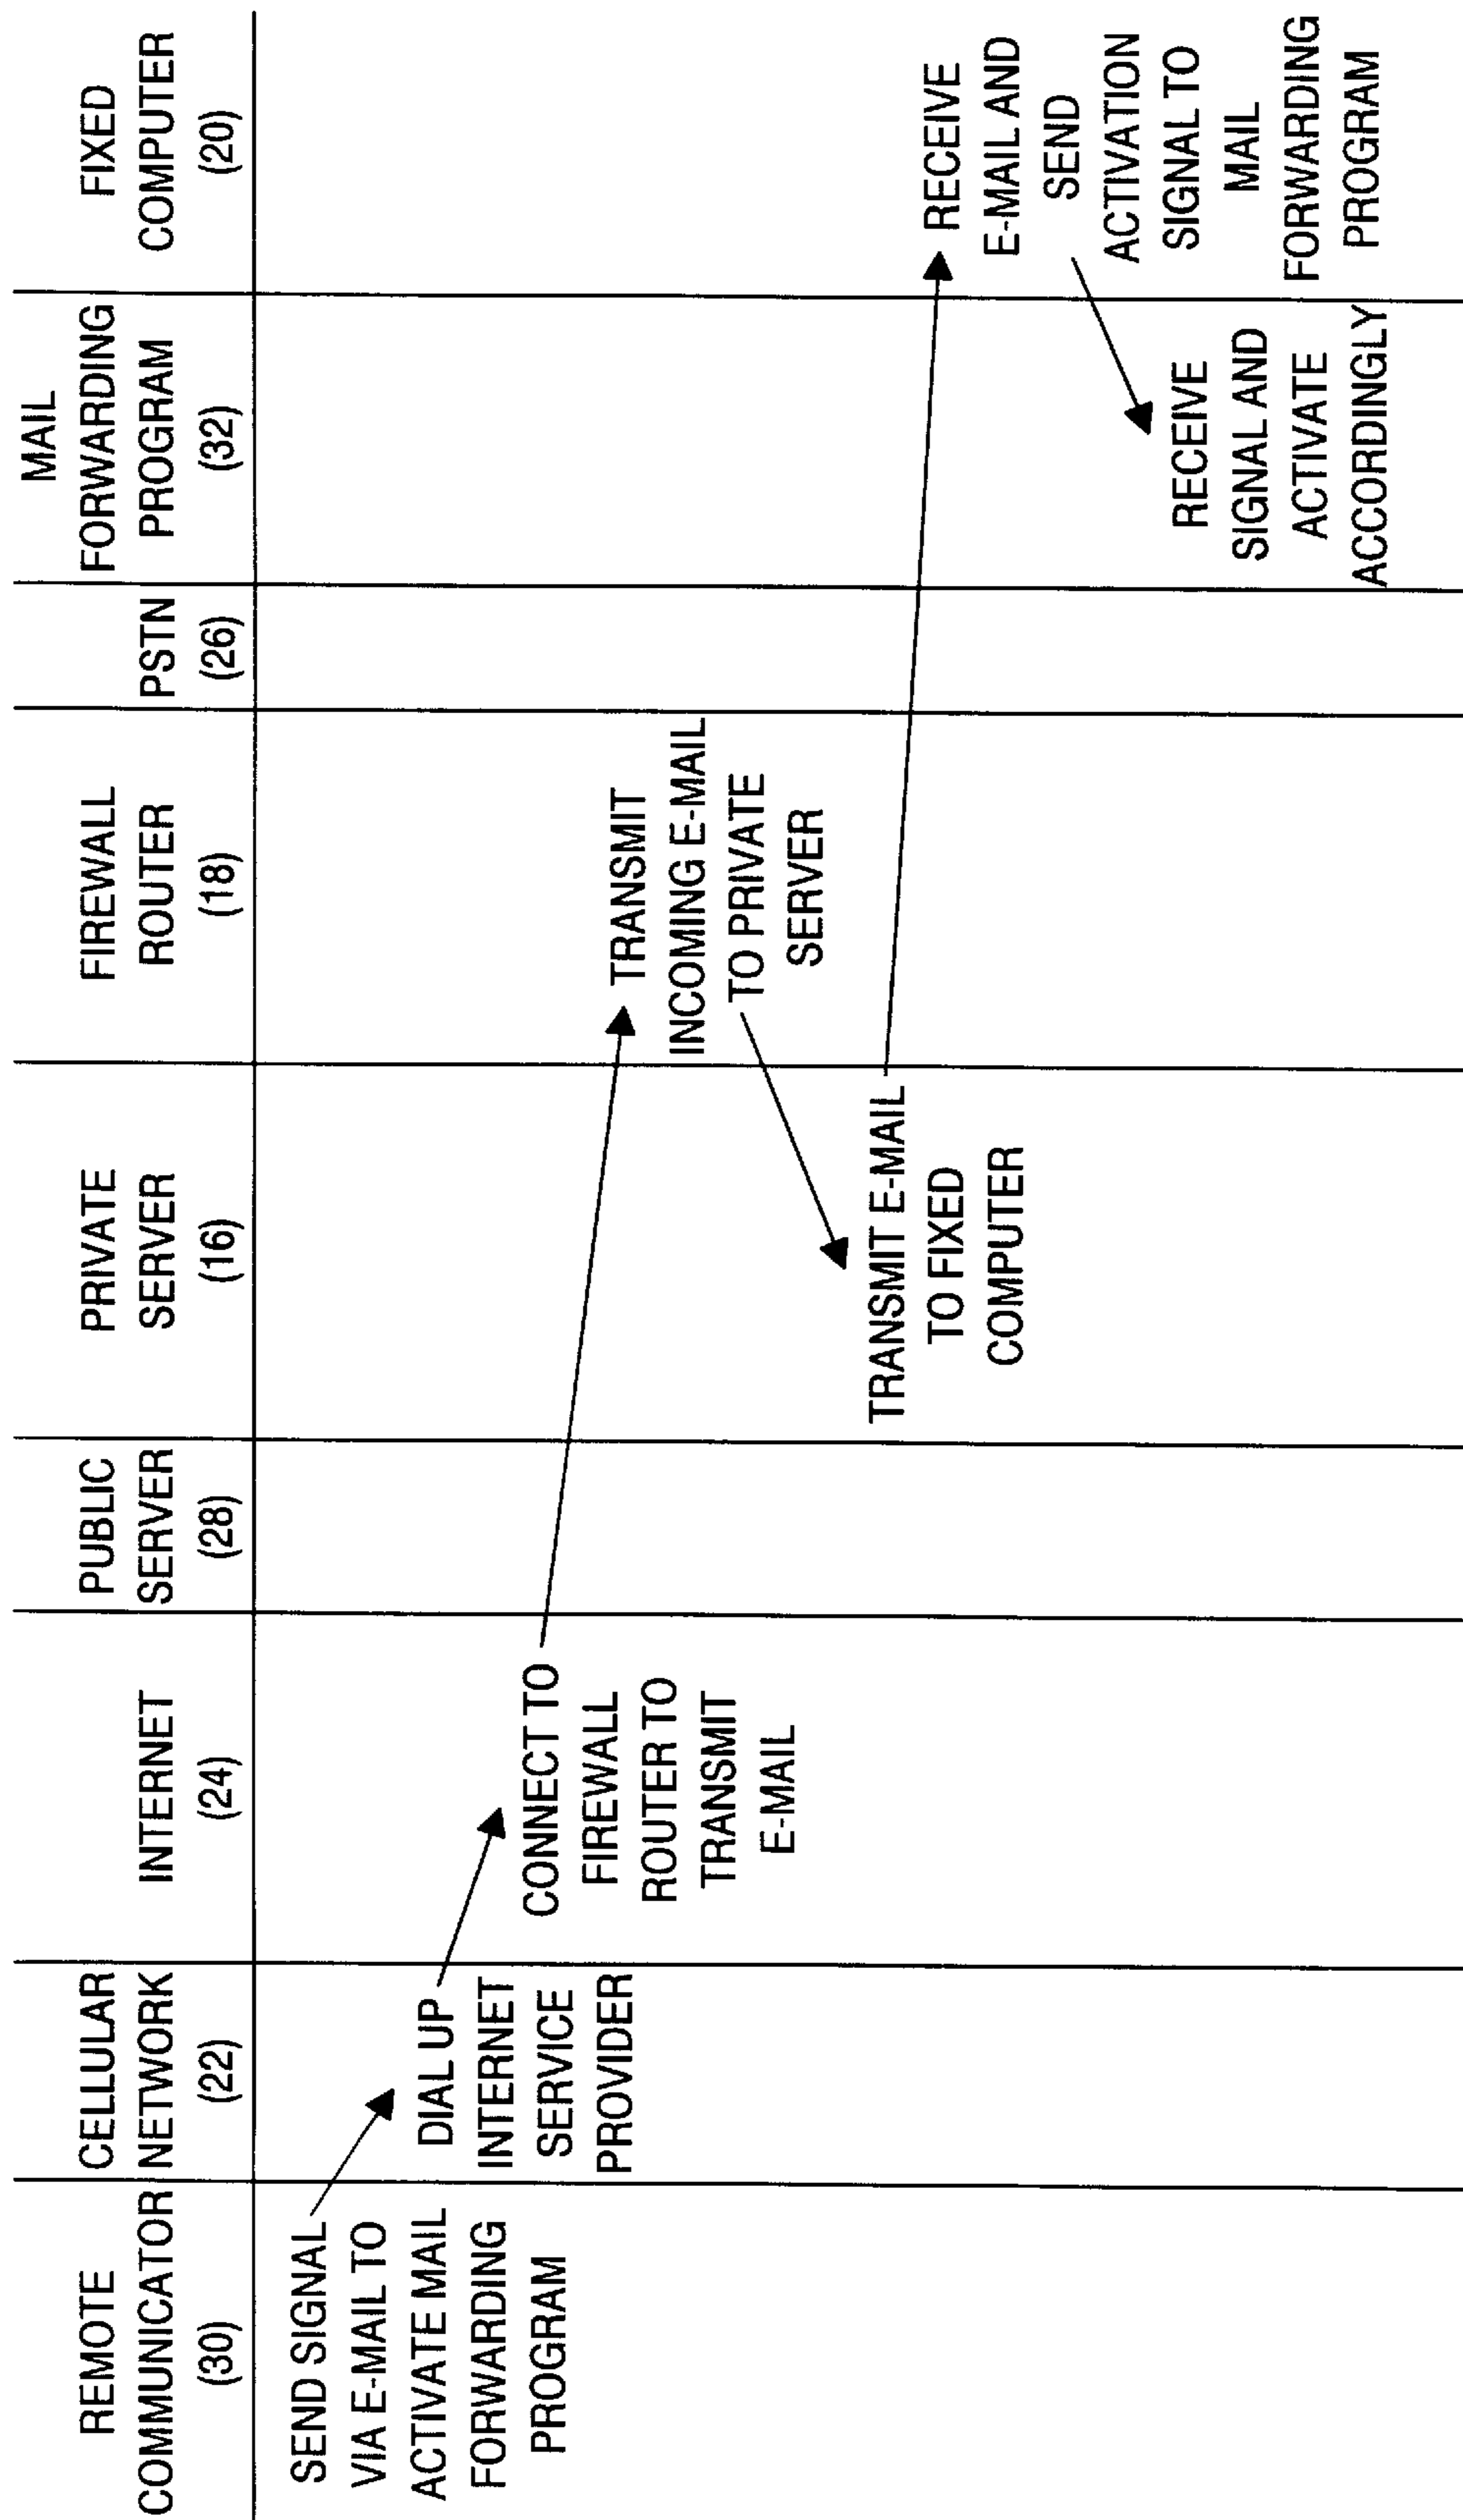 REMOTE
COMMUNICATOR
(30)
CELLULAR
NETWORK
(22)
INTERNET
(24)
PUBLIC
SERVER
(28)
PRIVATE
SERVER
(16)
FIREWALL
ROUTER
(18)
PSTN
(26)
MAIL
FORWARDING
PROGRAM
(32)
FIXED
COMPUTER
(20)
SEND SIGNAL
VIA E-MAIL TO
ACTIVATE MAIL
FORWARDING
PROGRAM
DIAL UP
INTERNET
SERVICE
PROVIDER
CONNECT TO
FIREWALL
ROUTER TO
TRANSMIT
E-MAIL
TRANSMIT
INCOMING E-MAIL
TO PRIVATE
SERVER
TRANSMIT E-MAIL
TO FIXED
COMPUTER
RECEIVE
E-MAIL AND
SEND
ACTIVATION
SIGNAL TO
MAIL
FORWARDING
PROGRAM
RECEIVE
SIGNAL AND
ACTIVATE
ACCORDINGLY